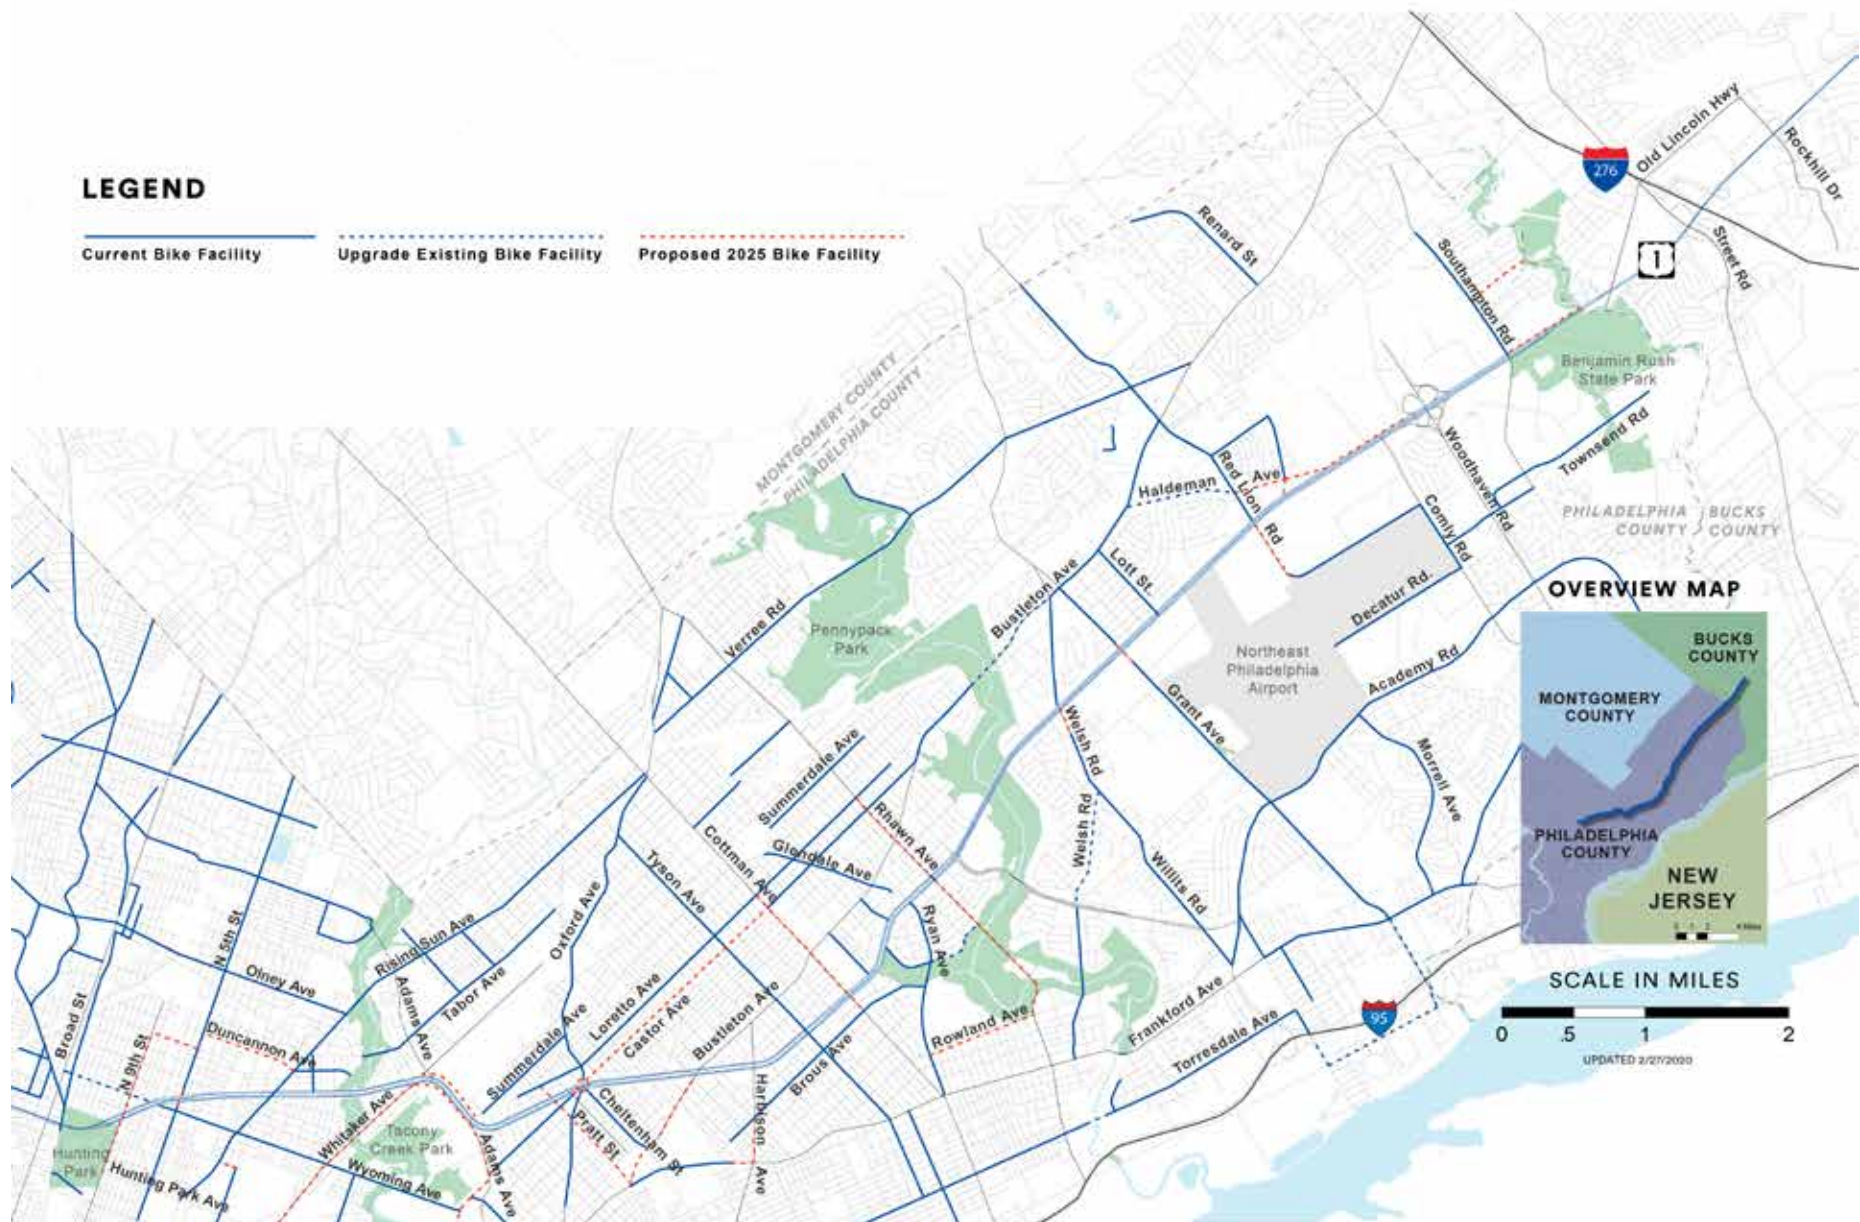 LEGEND
Current Bike Facility
Upgrade Existing Bike Facility
Proposed 2025 Bike Facility
276
Old Lincoln Hwy
Rockhill Dr
Renard St
Southampton Rd
1
Street Rd
Benjamin Rush
State Park
MONTGOMERY COUNTY
PHILADELPHIA COUNTY
Townsend Rd
Woodhaven Rd
Haldeman
Ave
Red Lion
Rd
Comly Rd
PHILADELPHIA
COUNTY
BUCKS
COUNTY
Lott St.
Bustleton Ave
Decatur Rd.
Verree Rd
Pennypack
Park
Northeast
Philadelphia
Airport
Academy Rd
Grant Ave
Welsh Rd
Morrell Ave
Summerdale Ave
Rhawn Ave
Welsh Rd
Willits Rd
Glendale Ave
Cottman Ave
Tyson Ave
Oxford Ave
Ryan Ave
Rising Sun Ave
N 5th St
Olney Ave
Adams Ave
Tabor Ave
Broad St
N 9th St
Duncannon Ave
Summerdale Ave
Loretto Ave
Castor Ave
Bustleton Ave
Brous Ave
Harbison
Ave
Rowland Ave
Frankford Ave
Torresdale Ave
95
Cheltenham St
Pratt St
Whitaker Ave
Tacony
Creek Park
Adams Ave
Wyoming Ave
Hunting
Park
Hunting Park Ave
OVERVIEW MAP
BUCKS
COUNTY
MONTGOMERY
COUNTY
PHILADELPHIA
COUNTY
NEW
JERSEY
SCALE IN MILES
0 .5 1 2
UPDATED 2/27/2020